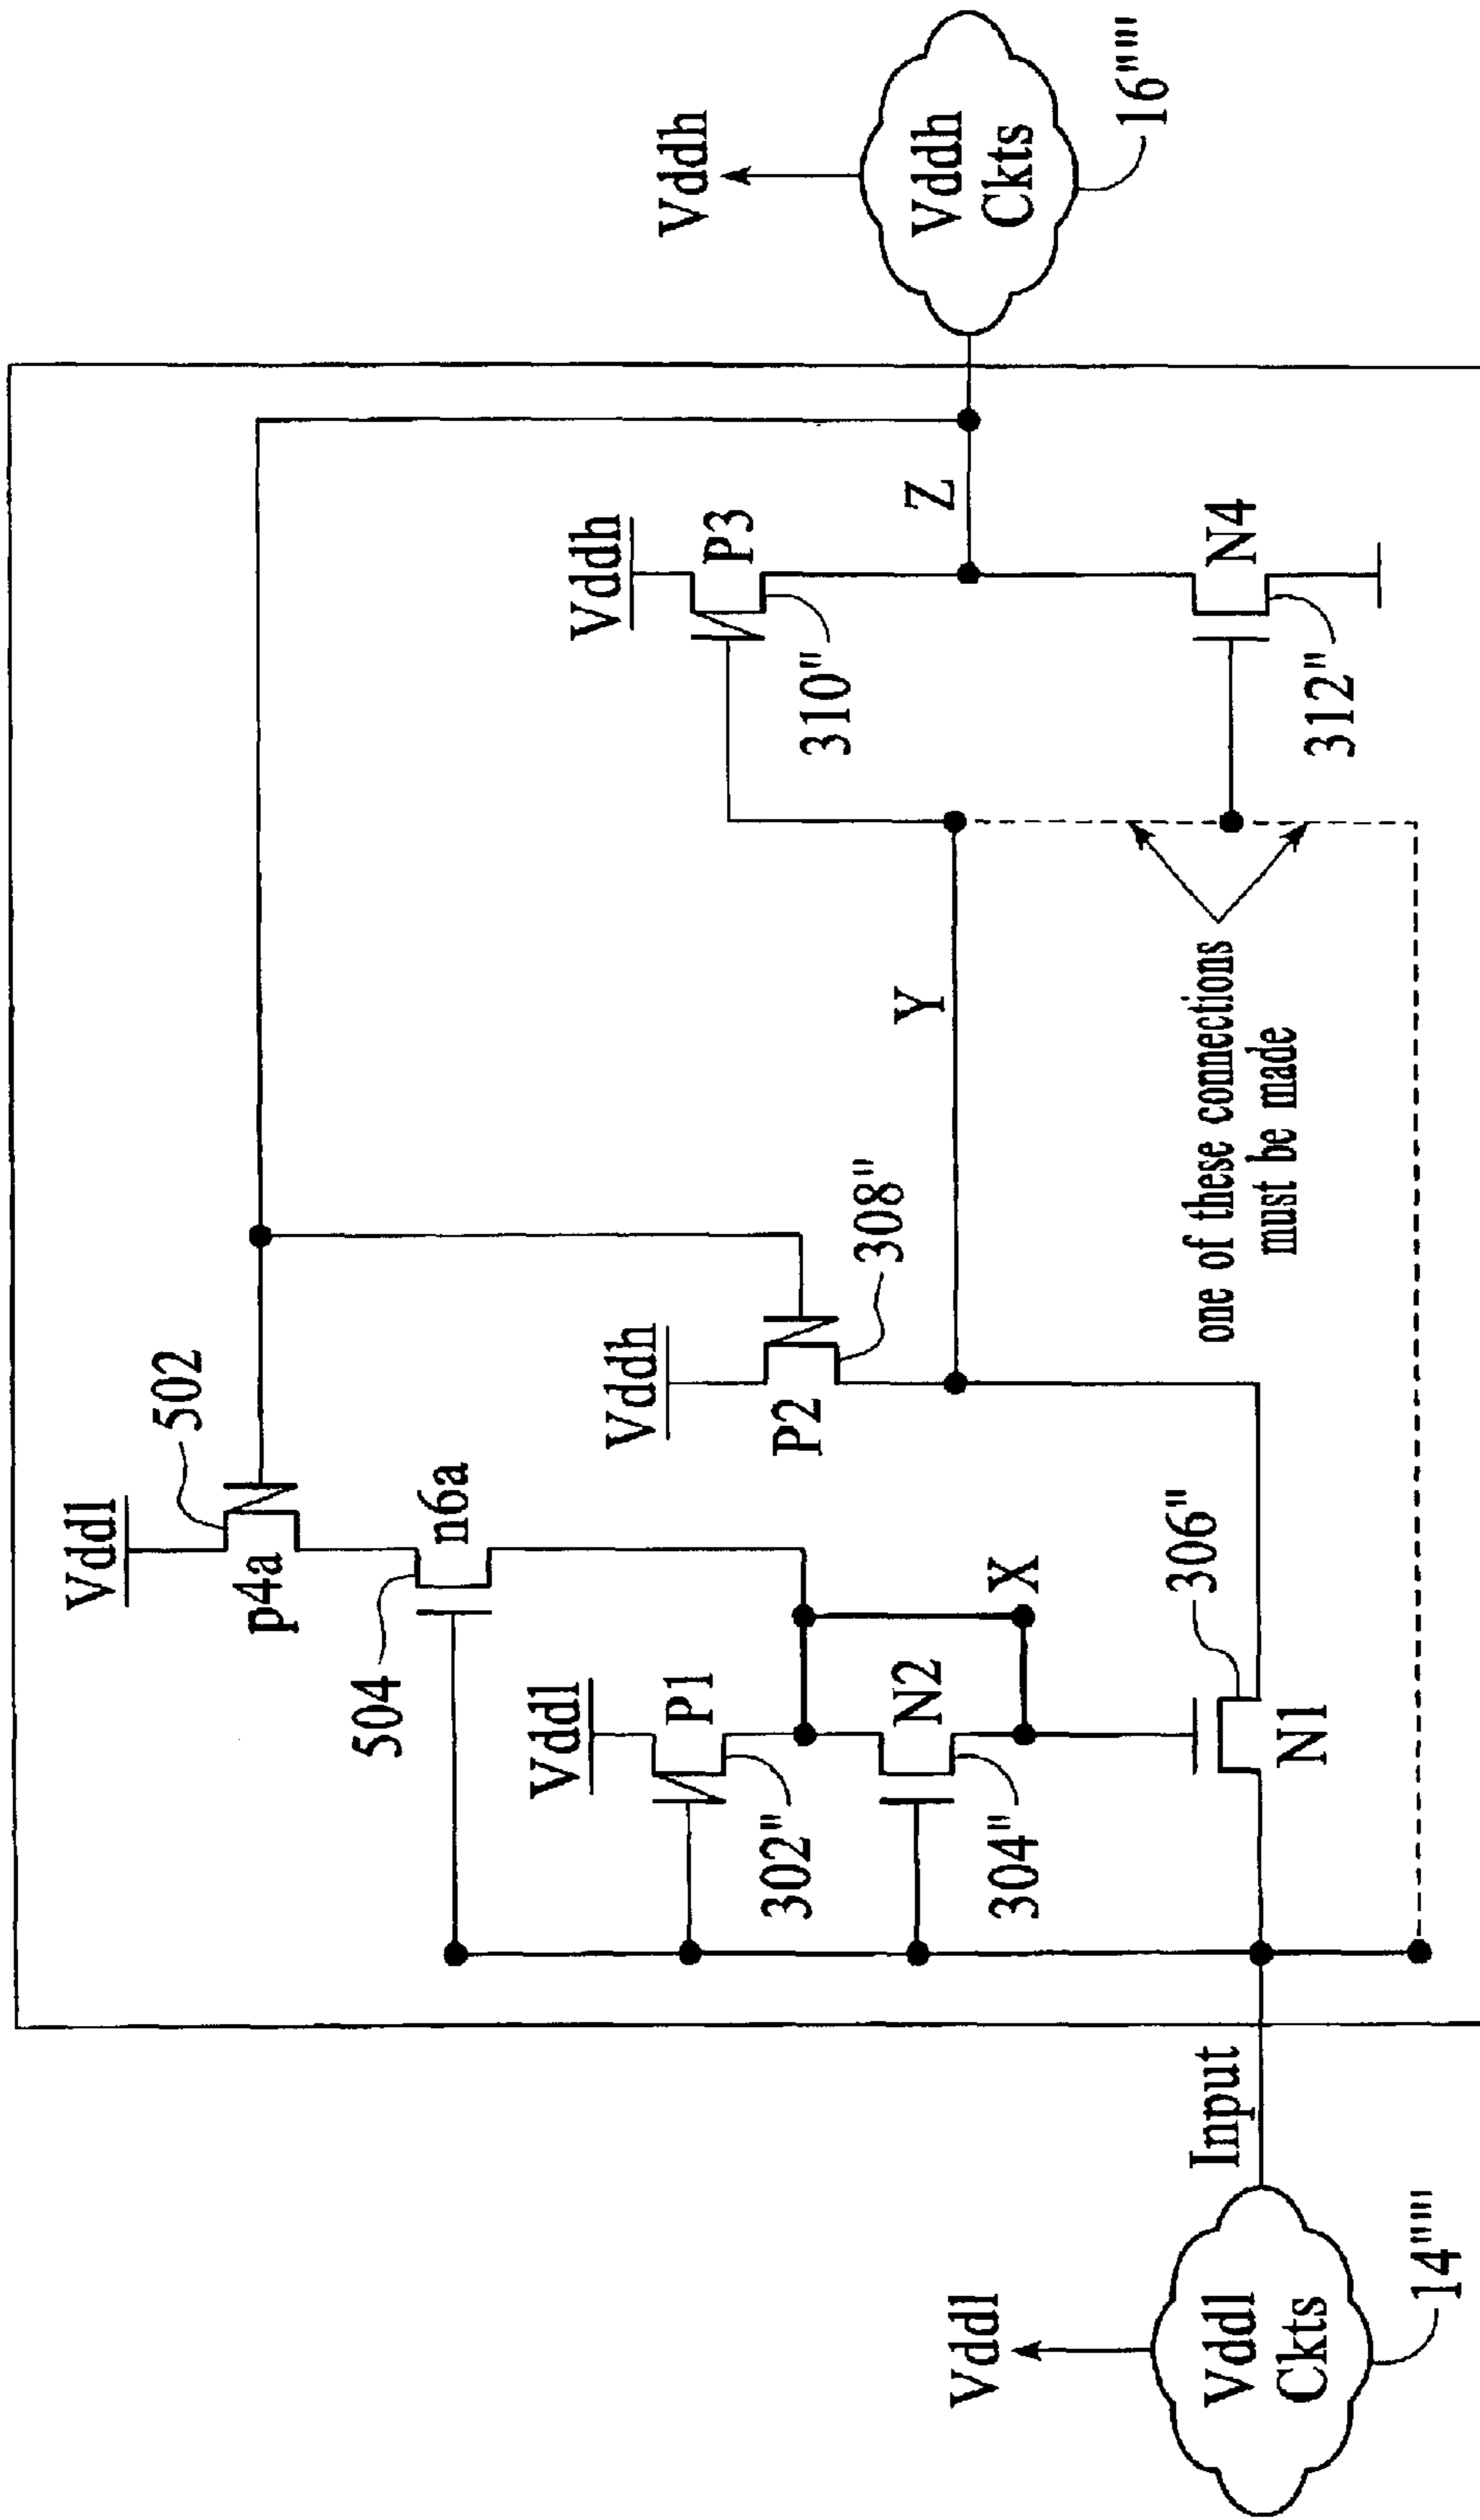 Vddl
Vddl
Ckts
14"""
Input
Vddl
p4a
502
504
n6a
Vddl
P1
302"
N2
304"
X
306"
N1
Vddh
P2
308"
Y
one of these connections
must be made
Vddh
P3
310"
Z
N4
312"
Vddh
Vddh
Ckts
16"""